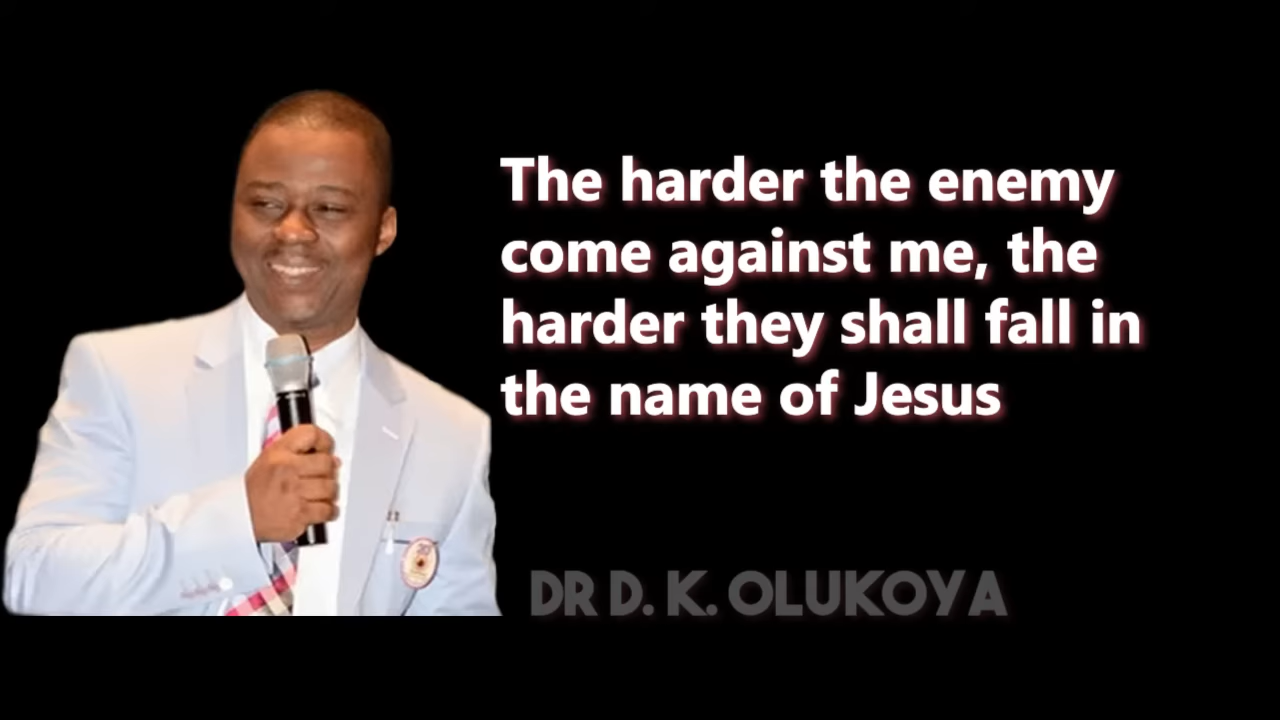 The harder the enemy
come against me, the
harder they shall fall in
the name of Jesus
DR D. K. OLUKOYA